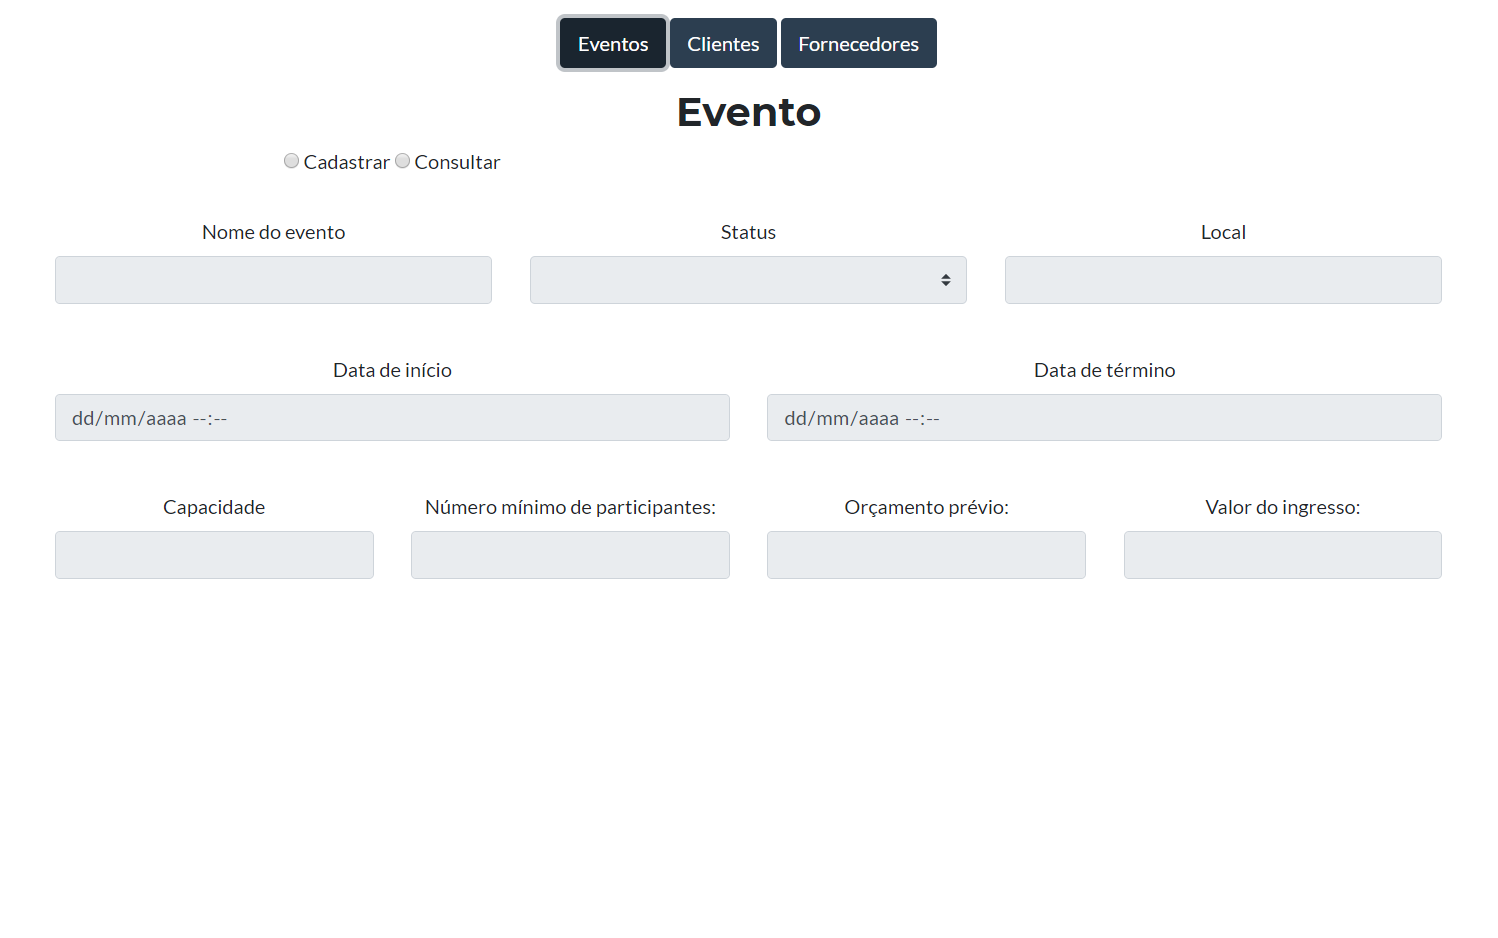 Eventos Clientes Fornecedores
Evento
Cadastrar Consultar
Nome do evento Status Local
Data de início Data de término
dd/mm/aaaa --:-- dd/mm/aaaa --:--
Capacidade Número mínimo de participantes: Orçamento prévio: Valor do ingresso: